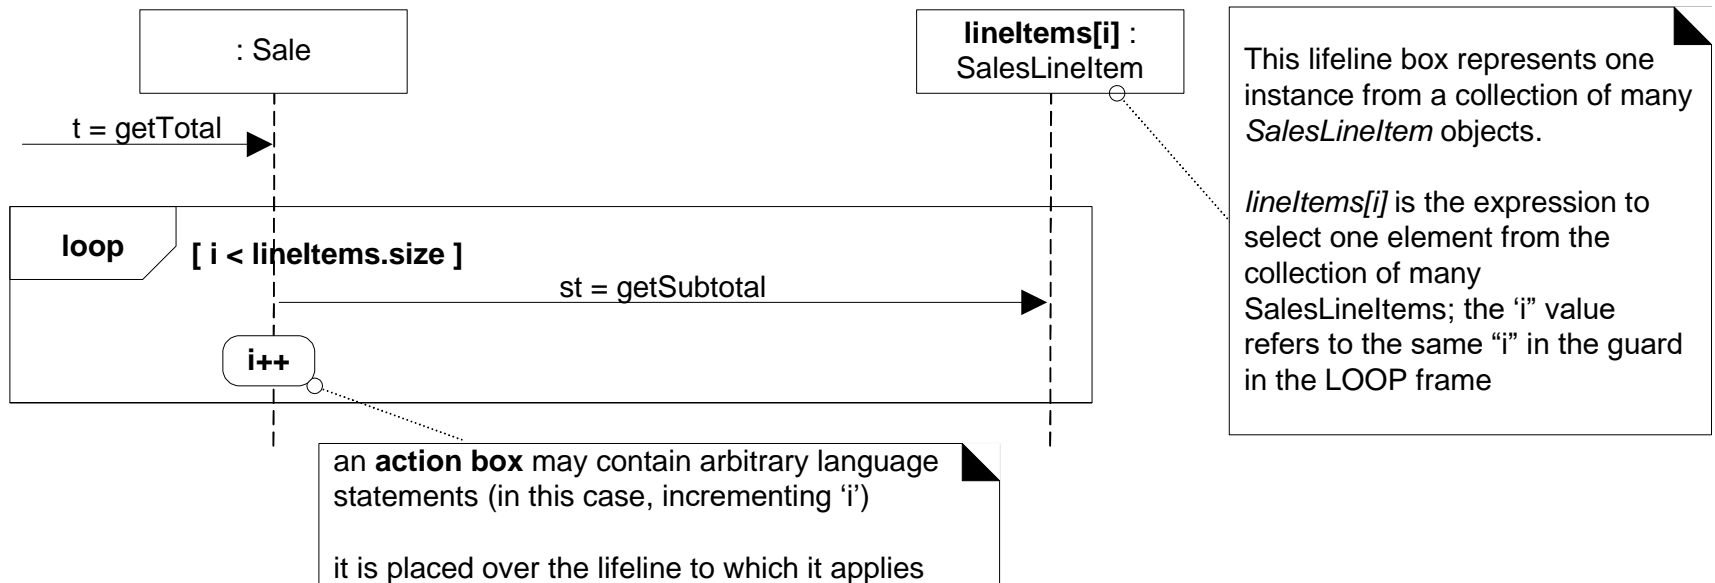 : Sale
lineItems[i] :
SalesLineItem
t = getTotal
loop
[ i < lineItems.size ]
st = getSubtotal
i++
This lifeline box represents one
instance from a collection of many
SalesLineItem objects.
lineItems[i] is the expression to
select one element from the
collection of many
SalesLineItems; the ‘i” value
refers to the same “i” in the guard
in the LOOP frame
an action box may contain arbitrary language
statements (in this case, incrementing ‘i’)
it is placed over the lifeline to which it applies